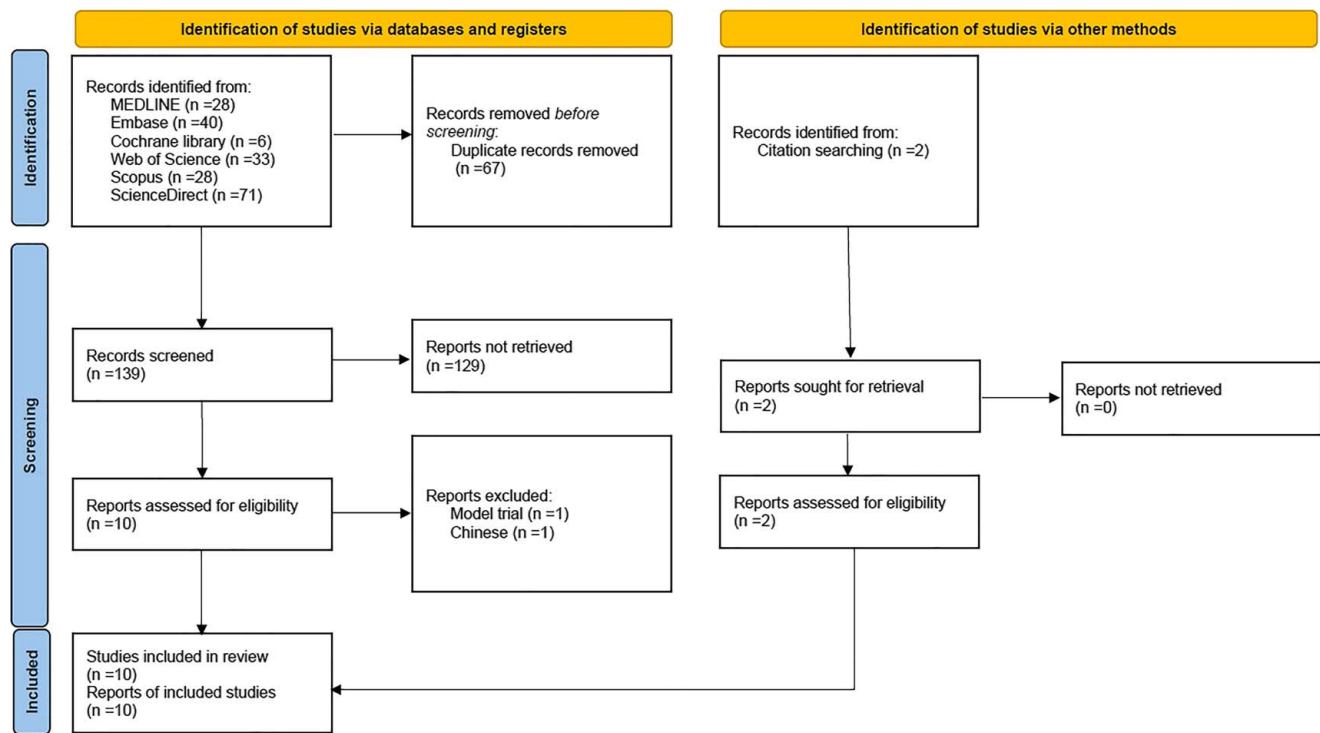 Identification of studies via databases and registers
Identification of studies via other methods
Identification
Records identified from:
MEDLINE (n =28)
Embase (n =40)
Cochrane library (n =6)
Web of Science (n =33)
Scopus (n =28)
ScienceDirect (n =71)
Records removed before
screening:
Duplicate records removed
(n =67)
Records identified from:
Citation searching (n =2)
Screening
Records screened
(n =139)
Reports not retrieved
(n =129)
Reports sought for retrieval
(n =2)
Reports not retrieved
(n =0)
Reports assessed for eligibility
(n =10)
Reports excluded:
Model trial (n =1)
Chinese (n =1)
Reports assessed for eligibility
(n =2)
Included
Studies included in review
(n =10)
Reports of included studies
(n =10)